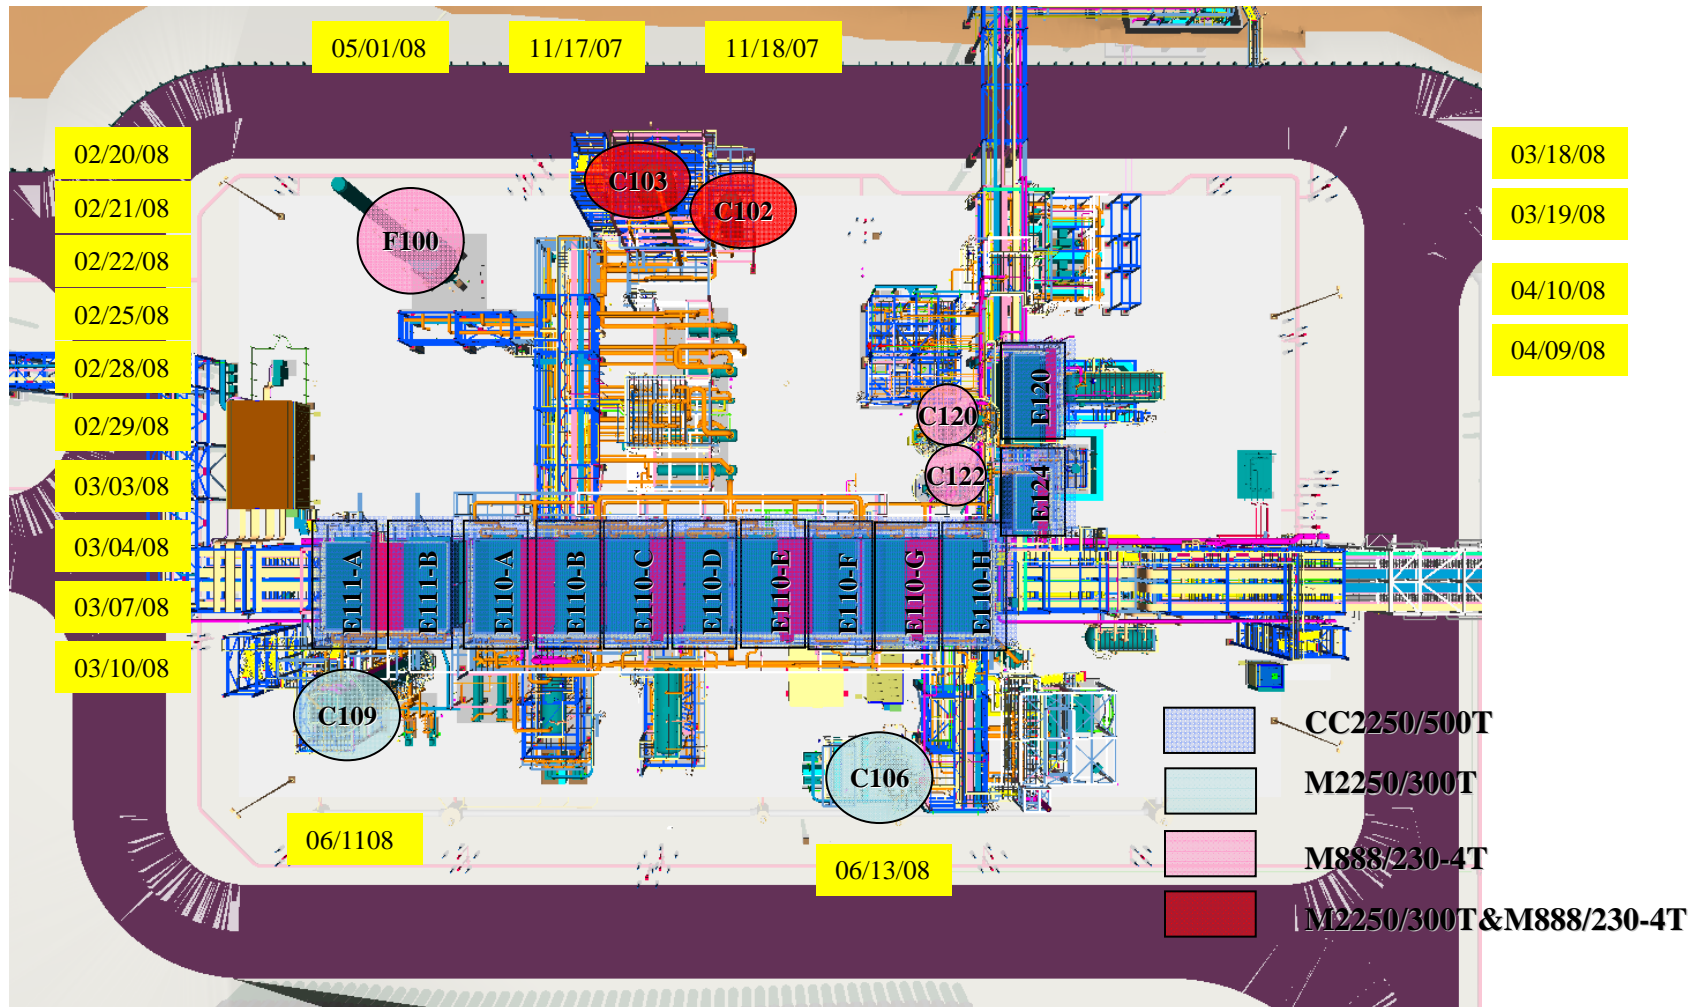 05/01/08
11/17/07
11/18/07
02/20/08
02/21/08
02/22/08
02/25/08
02/28/08
02/29/08
03/03/08
03/04/08
03/07/08
03/10/08
03/18/08
03/19/08
04/10/08
04/09/08
C103
C102
F100
E120
C120
C122
E124
E111-A
E111-B
E110-A
E110-B
E110-C
E110-D
E110-E
E110-F
E110-G
E110-H
C109
C106
06/1108
06/13/08
CC2250/500T
M2250/300T
M888/230-4T
M2250/300T&M888/230-4T